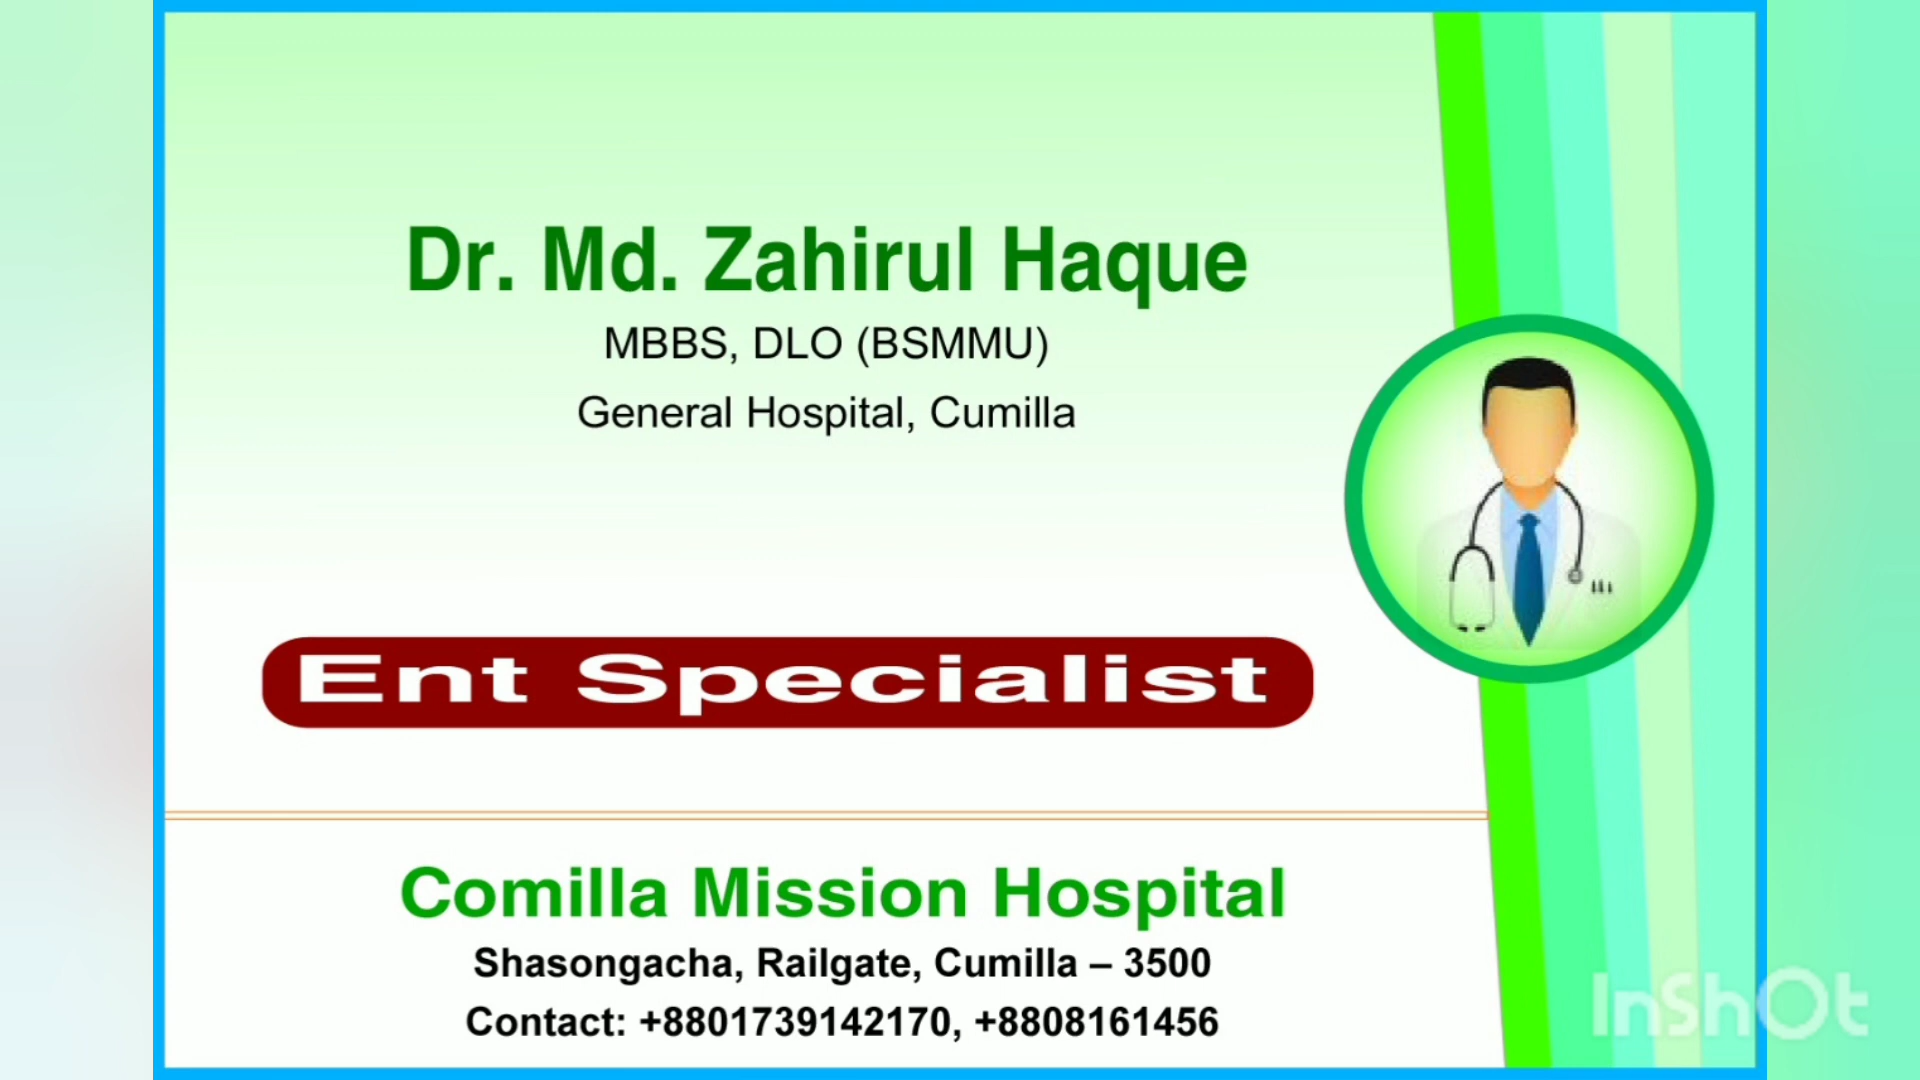 Dr. Md. Zahirul Haque
MBBS, DLO (BSMMU)
General Hospital, Cumilla
Ent Specialist
Comilla Mission Hospital
Shasongacha, Railgate, Cumilla – 3500
Contact: +8801739142170, +8808161456
InShOt